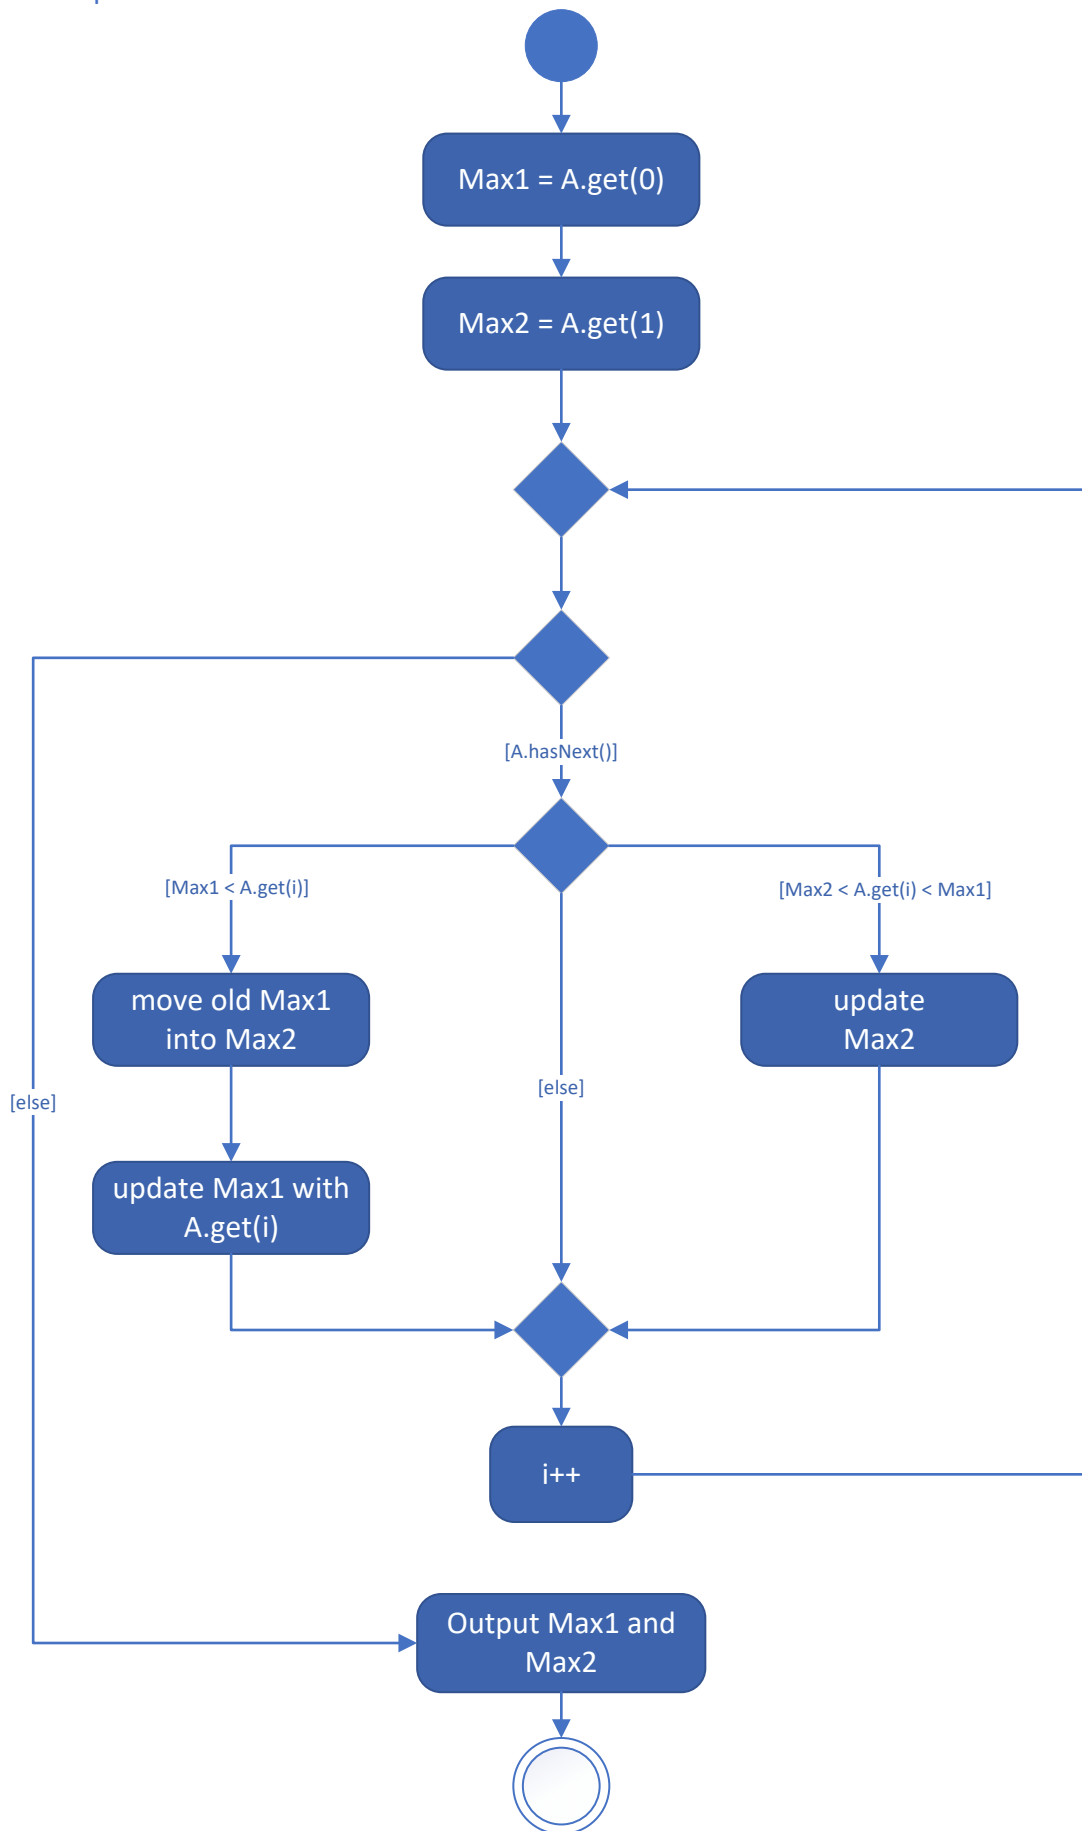 Max1 = A.get(0)
Max2 = A.get(1)
[A.hasNext()]
[Max1 < A.get(i)]
[Max2 < A.get(i) < Max1]
move old Max1
into Max2
update
Max2
[else]
[else]
update Max1 with
A.get(i)
i++
Output Max1 and
Max2